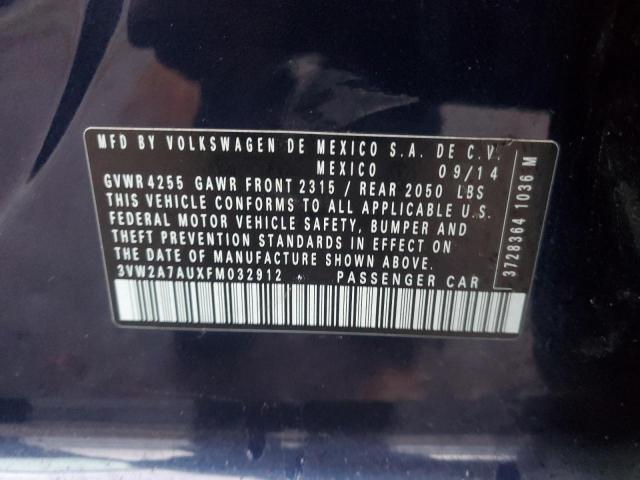 MFD BY VOLKSWAGEN DE MEXICO S.A. DE C.V.
MEXICO 09/14
GVWR 4255 GAWR FRONT 2315 / REAR 2050 LBS
THIS VEHICLE CONFORMS TO ALL APPLICABLE U.S.
FEDERAL MOTOR VEHICLE SAFETY, BUMPER AND
THEFT PREVENTION STANDARDS IN EFFECT ON
THE DATE OF MANUFACTURE SHOWN ABOVE.
3VW2A7AUXFM032912 PASSENGER CAR
3728364 1036 M